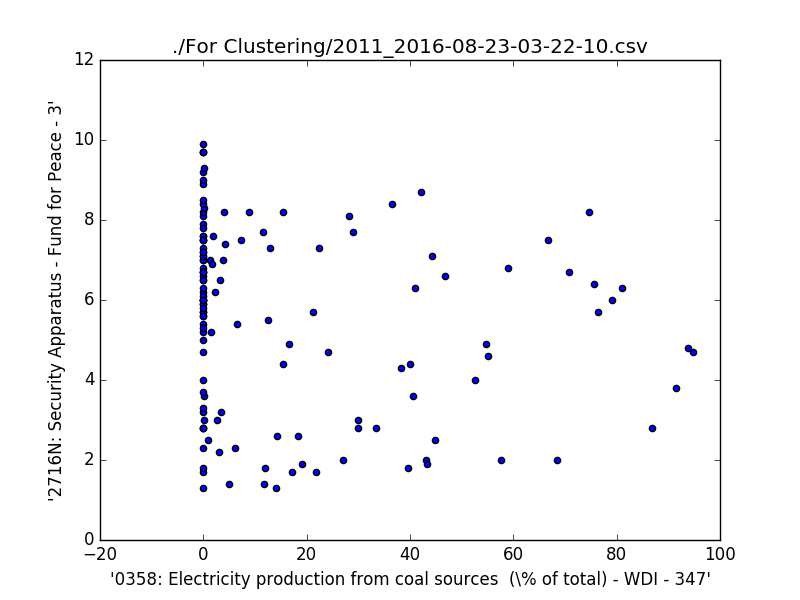 ./For Clustering/2011_2016-08-23-03-22-10.csv
12
10
8
6
4
2
0
'2716N: Security Apparatus - Fund for Peace - 3'
−20 0 20 40 60 80 100
'0358: Electricity production from coal sources (\% of total) - WDI - 347'